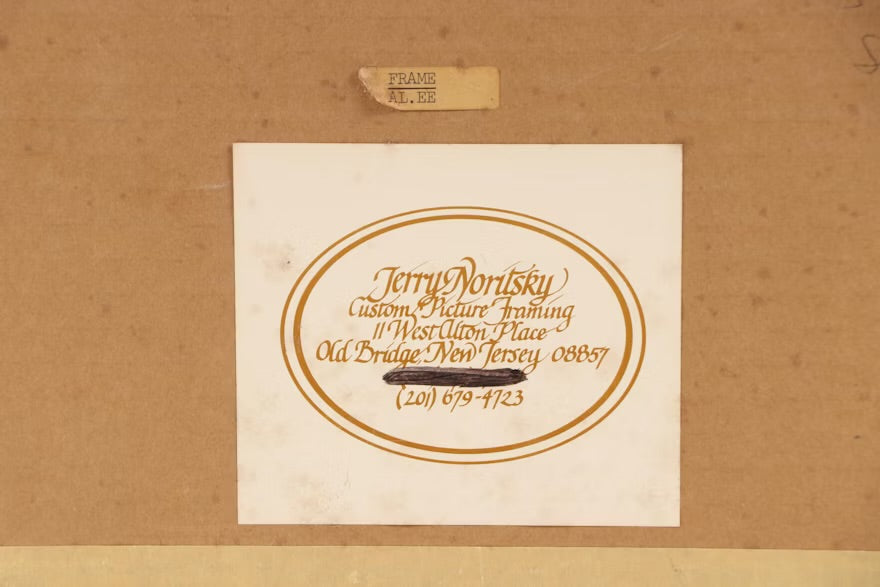 FRAME
AL.EE
Jerry Noritsky
Custom Picture Framing
11 West Alton Place
Old Bridge, New Jersey 08857
(201) 679-4723